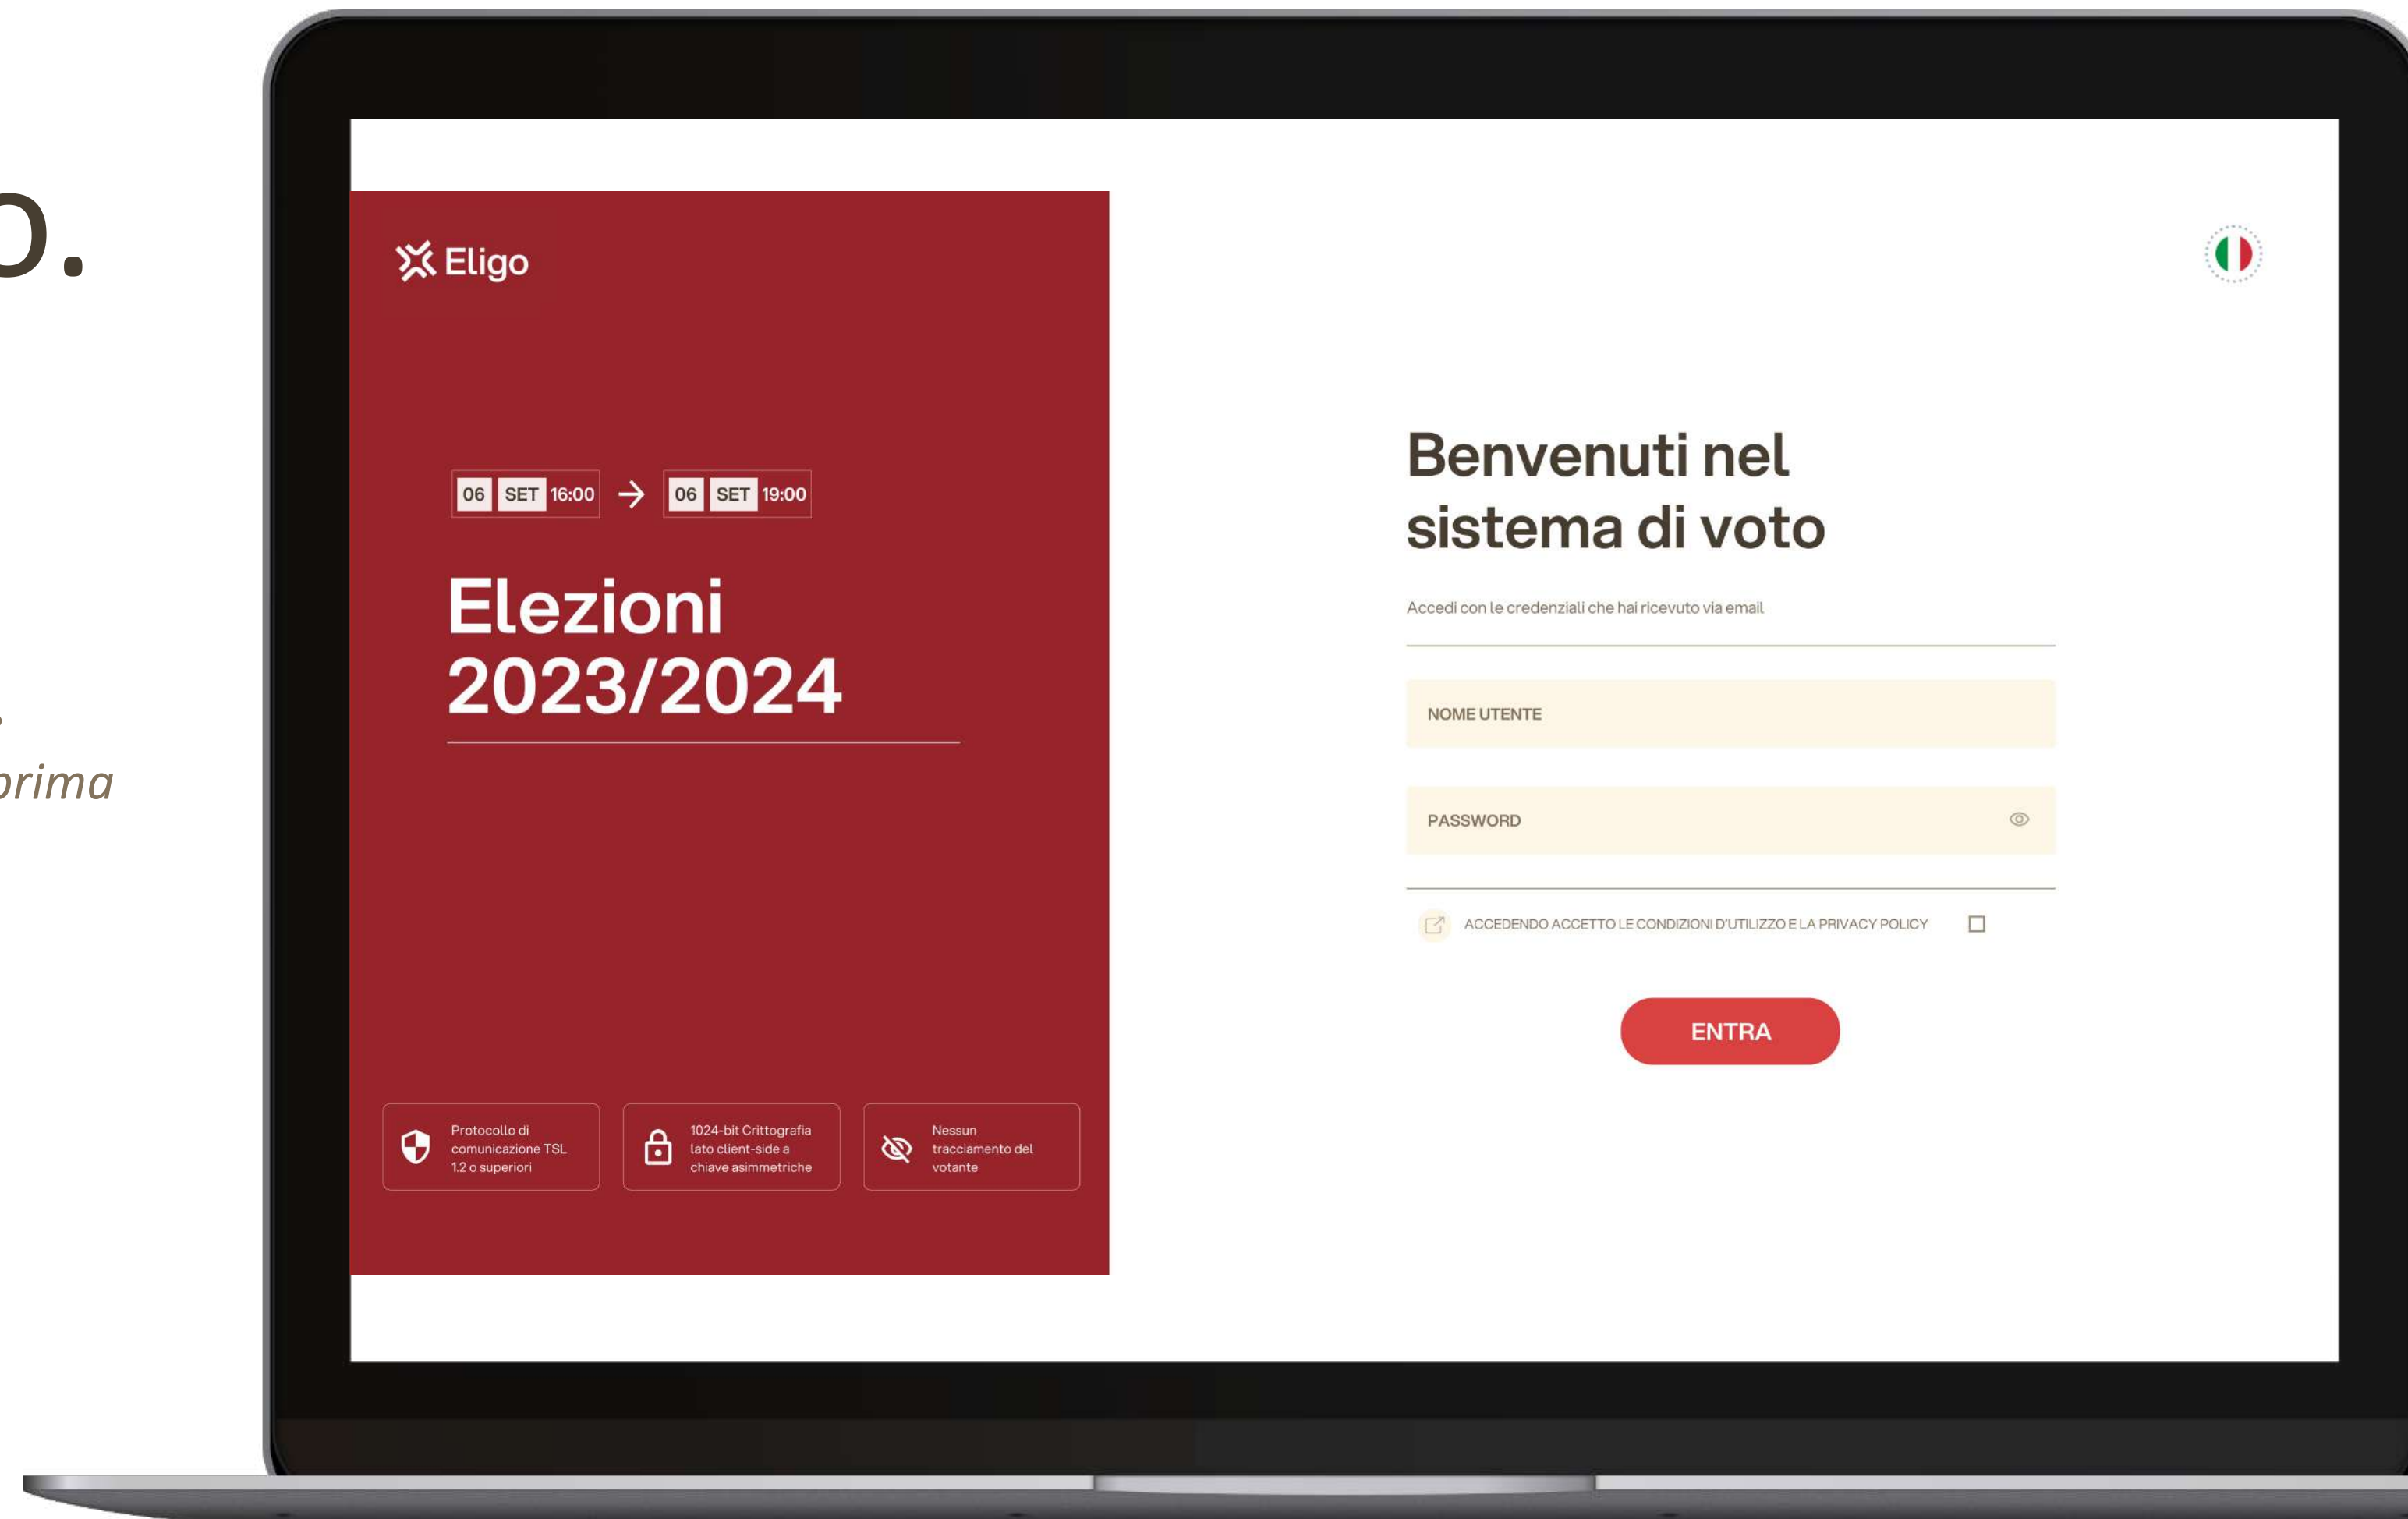 o.
prima
Eligo
06 SET 16:00 → 06 SET 19:00
Elezioni
2023/2024
Protocollo di
comunicazione TSL
1.2 o superiori
1024-bit Crittografia
lato client-side a
chiave asimmetriche
Nessun
tracciamento del
votante
Benvenuti nel
sistema di voto
Accedi con le credenziali che hai ricevuto via email
NOME UTENTE
PASSWORD
ACCEDENDO ACCETTO LE CONDIZIONI D'UTILIZZO E LA PRIVACY POLICY
ENTRA